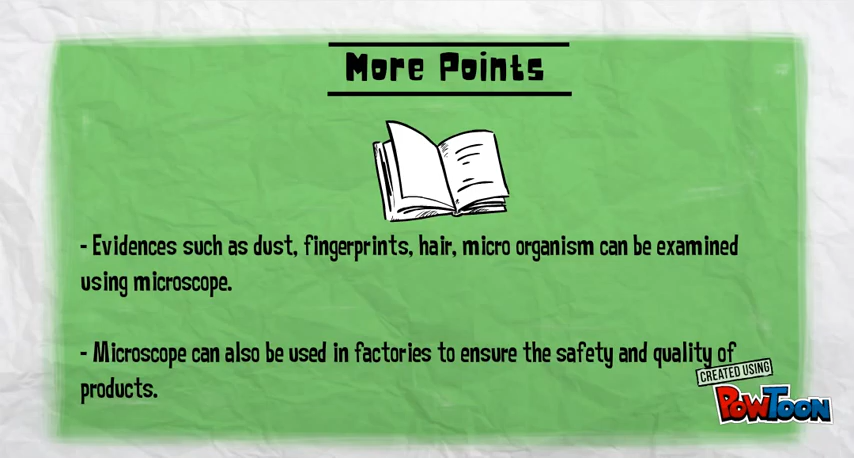 More Points
- Evidences such as dust, fingerprints, hair, micro organism can be examined
using microscope.
- Microscope can also be used in factories to ensure the safety and quality of
products.
CREATED USING
POWTOON